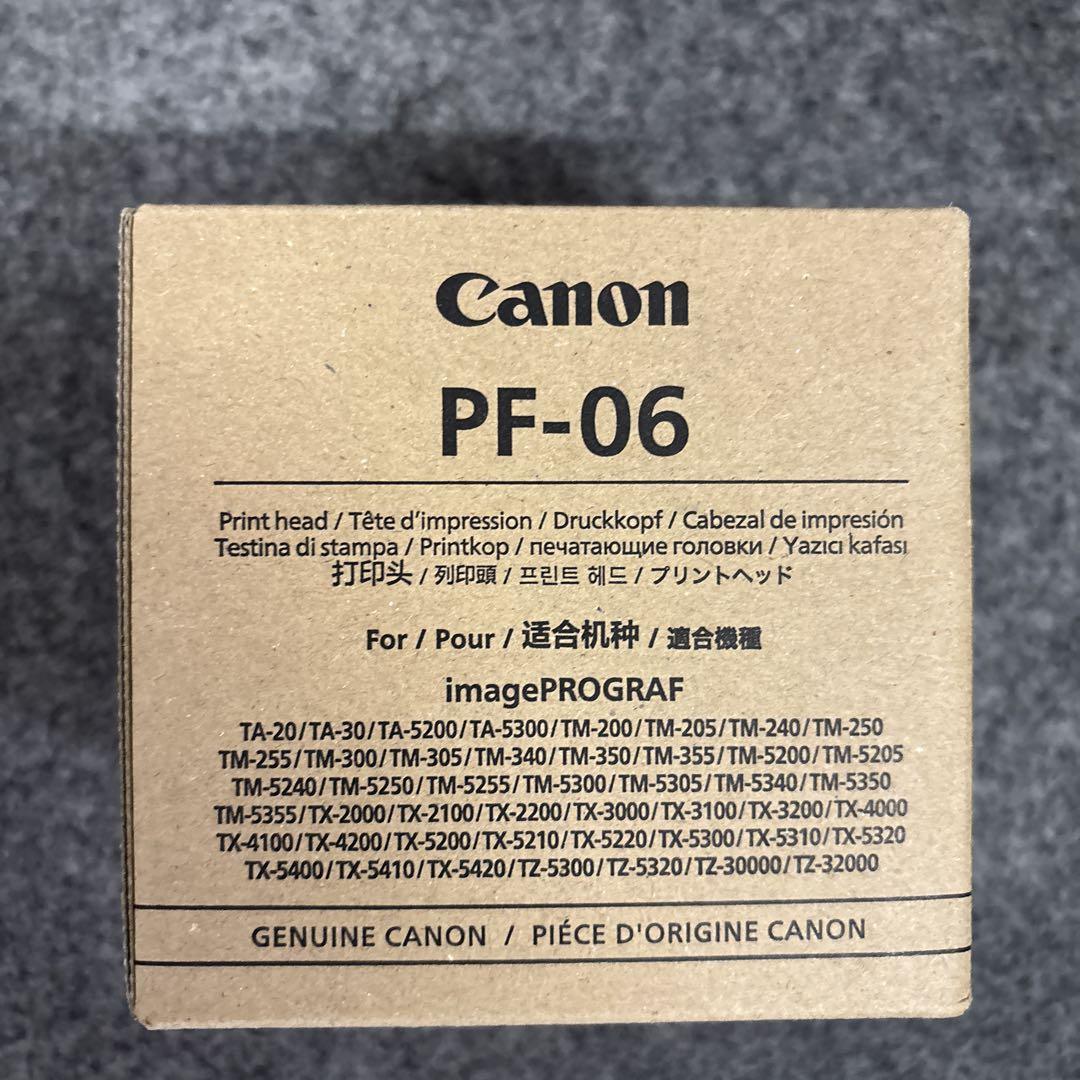 Canon
PF-06
Print head / Tête d'impression / Druckkopf / Cabezal de impresión
Testina di stampa / Printkop / печатающие головки / Yazıcı kafası
打印头 / 列印頭 / 프린트 헤드 / プリントヘッド
For / Pour / 适合机种 / 適合機種
imagePROGRAF
TA-20/TA-30/TA-5200/TA-5300/TM-200/TM-205/TM-240/TM-250
TM-255/TM-300/TM-305/TM-340/TM-350/TM-355/TM-5200/TM-5205
TM-5240/TM-5250/TM-5255/TM-5300/TM-5305/TM-5340/TM-5350
TM-5355/TX-2000/TX-2100/TX-2200/TX-3000/TX-3100/TX-3200/TX-4000
TX-4100/TX-4200/TX-5200/TX-5210/TX-5220/TX-5300/TX-5310/TX-5320
TX-5400/TX-5410/TX-5420/TZ-5300/TZ-5320/TZ-30000/TZ-32000
GENUINE CANON / PIÉCE D'ORIGINE CANON